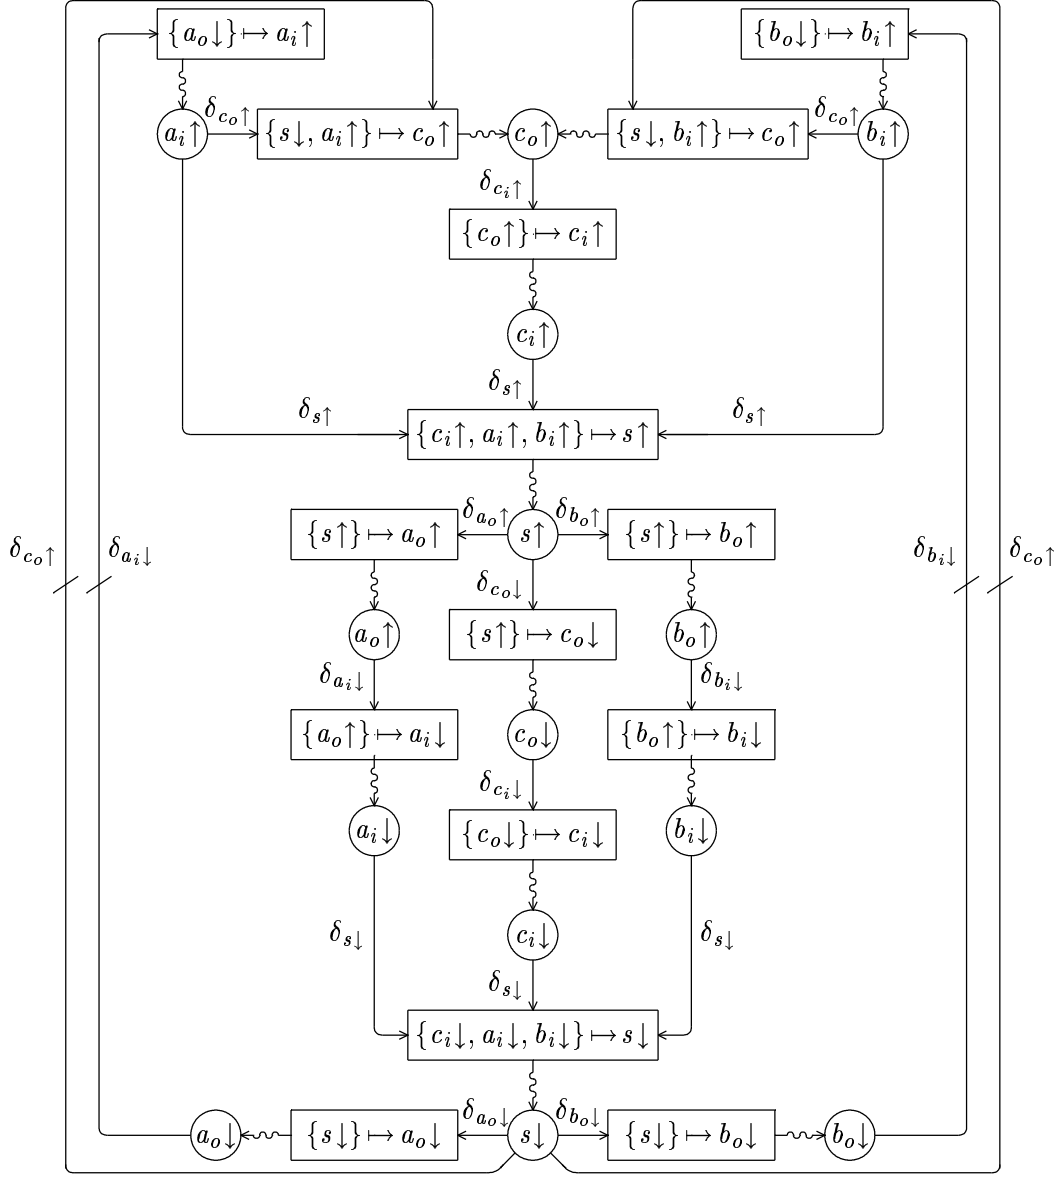 {a_o↓} ↦ a_i↑
{b_o↓} ↦ b_i↑
a_i↑
δ_{c_o↑}
{s↓, a_i↑} ↦ c_o↑
c_o↑
{s↓, b_i↑} ↦ c_o↑
δ_{c_o↑}
b_i↑
δ_{c_i↑}
{c_o↑} ↦ c_i↑
c_i↑
δ_{s↑}
δ_{s↑}
δ_{s↑}
{c_i↑, a_i↑, b_i↑} ↦ s↑
{s↑} ↦ a_o↑
δ_{a_o↑}
s↑
δ_{b_o↑}
{s↑} ↦ b_o↑
δ_{c_o↑}
δ_{a_i↓}
δ_{b_i↓}
δ_{c_o↑}
δ_{c_o↓}
a_o↑
{s↑} ↦ c_o↓
b_o↑
δ_{a_i↓}
δ_{b_i↓}
{a_o↑} ↦ a_i↓
c_o↓
{b_o↑} ↦ b_i↓
δ_{c_i↓}
a_i↓
{c_o↓} ↦ c_i↓
b_i↓
δ_{s↓}
c_i↓
δ_{s↓}
δ_{s↓}
{c_i↓, a_i↓, b_i↓} ↦ s↓
a_o↓
{s↓} ↦ a_o↓
δ_{a_o↓}
s↓
δ_{b_o↓}
{s↓} ↦ b_o↓
b_o↓